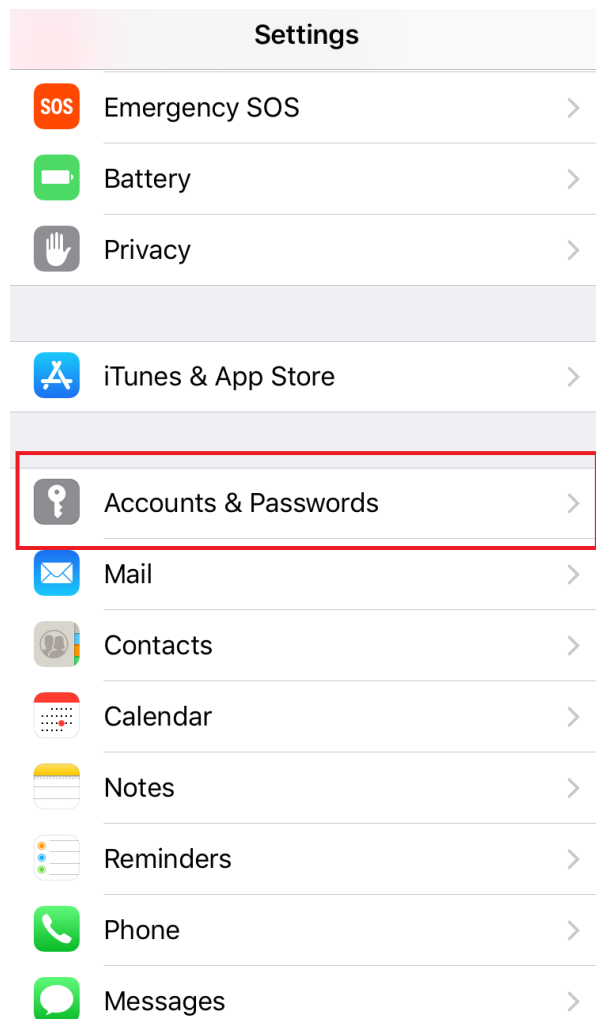 Settings
SOS
Emergency SOS
Battery
Privacy
iTunes & App Store
Accounts & Passwords
Mail
Contacts
Calendar
Notes
Reminders
Phone
Messages